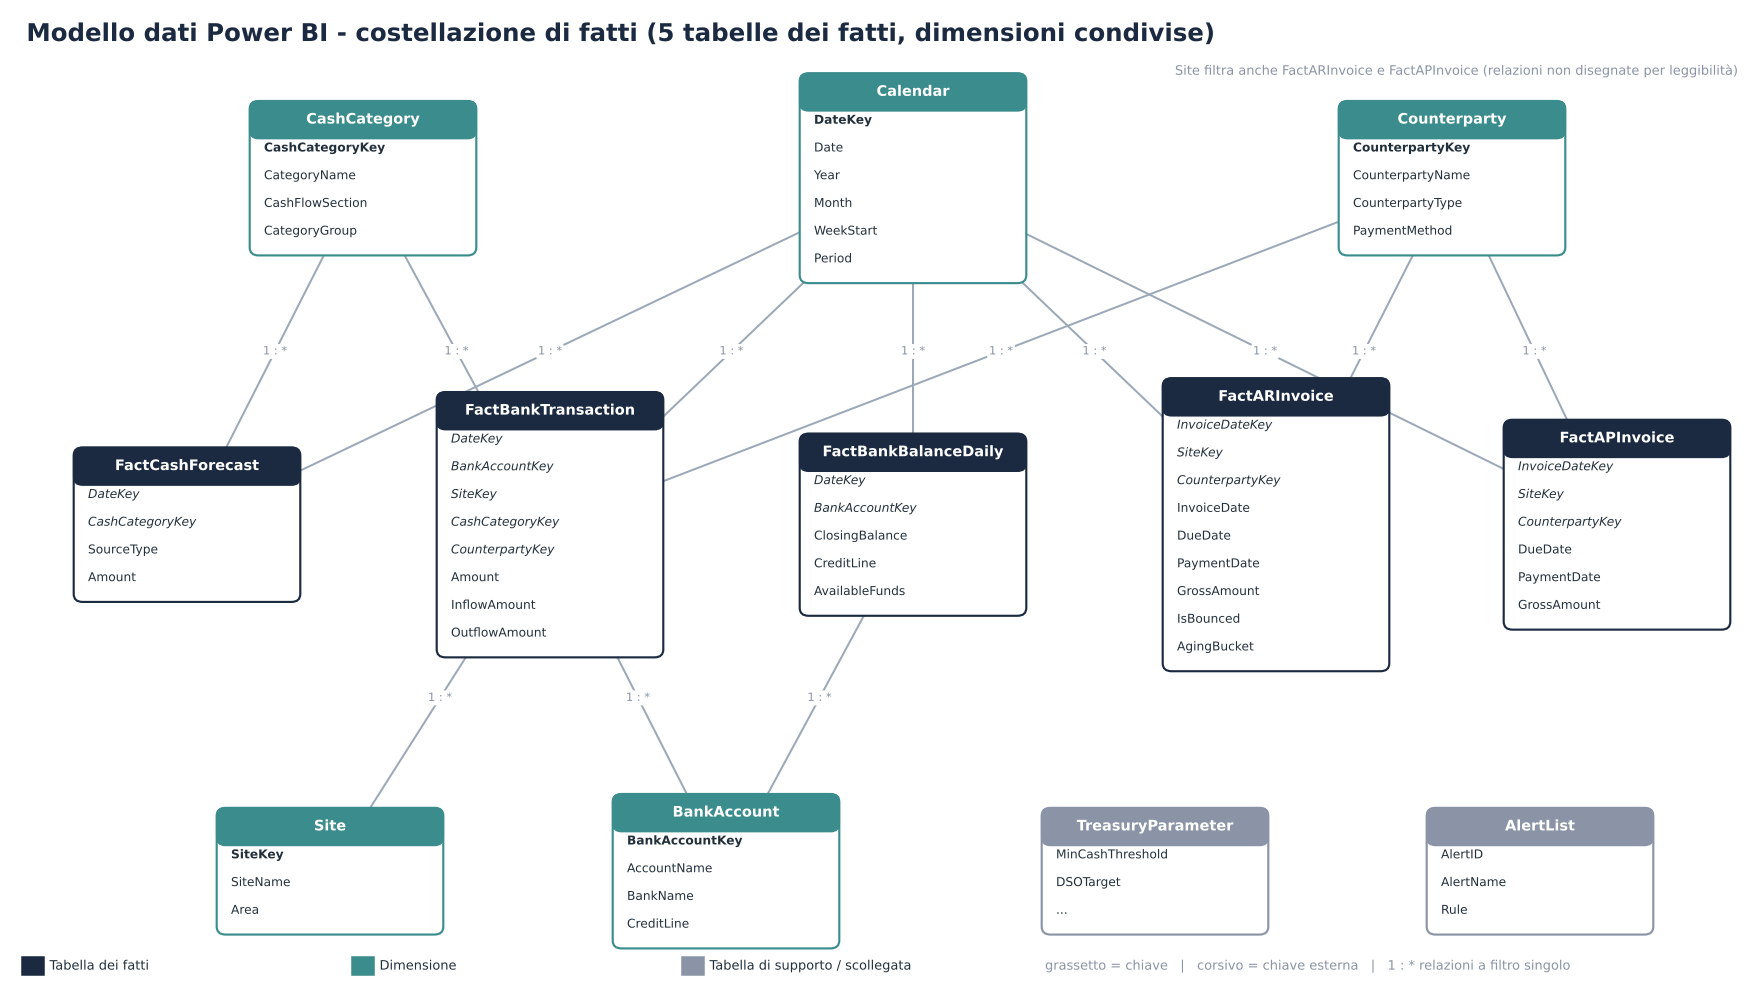 Modello dati Power BI - costellazione di fatti (5 tabelle dei fatti, dimensioni condivise)
Site filtra anche FactARInvoice e FactAPInvoice (relazioni non disegnate per leggibilità)
CashCategory
CashCategoryKey
CategoryName
CashFlowSection
CategoryGroup
Calendar
DateKey
Date
Year
Month
WeekStart
Period
Counterparty
CounterpartyKey
CounterpartyName
CounterpartyType
PaymentMethod
1 : *
1 : *
1 : *
1 : *
1 : *
1 : *
1 : *
1 : *
1 : *
1 : *
FactCashForecast
DateKey
CashCategoryKey
SourceType
Amount
FactBankTransaction
DateKey
BankAccountKey
SiteKey
CashCategoryKey
CounterpartyKey
Amount
InflowAmount
OutflowAmount
FactBankBalanceDaily
DateKey
BankAccountKey
ClosingBalance
CreditLine
AvailableFunds
FactARInvoice
InvoiceDateKey
SiteKey
CounterpartyKey
InvoiceDate
DueDate
PaymentDate
GrossAmount
IsBounced
AgingBucket
FactAPInvoice
InvoiceDateKey
SiteKey
CounterpartyKey
DueDate
PaymentDate
GrossAmount
1 : *
1 : *
1 : *
Site
SiteKey
SiteName
Area
BankAccount
BankAccountKey
AccountName
BankName
CreditLine
TreasuryParameter
MinCashThreshold
DSOTarget
...
AlertList
AlertID
AlertName
Rule
Tabella dei fatti
Dimensione
Tabella di supporto / scollegata
grassetto = chiave | corsivo = chiave esterna | 1 : * relazioni a filtro singolo